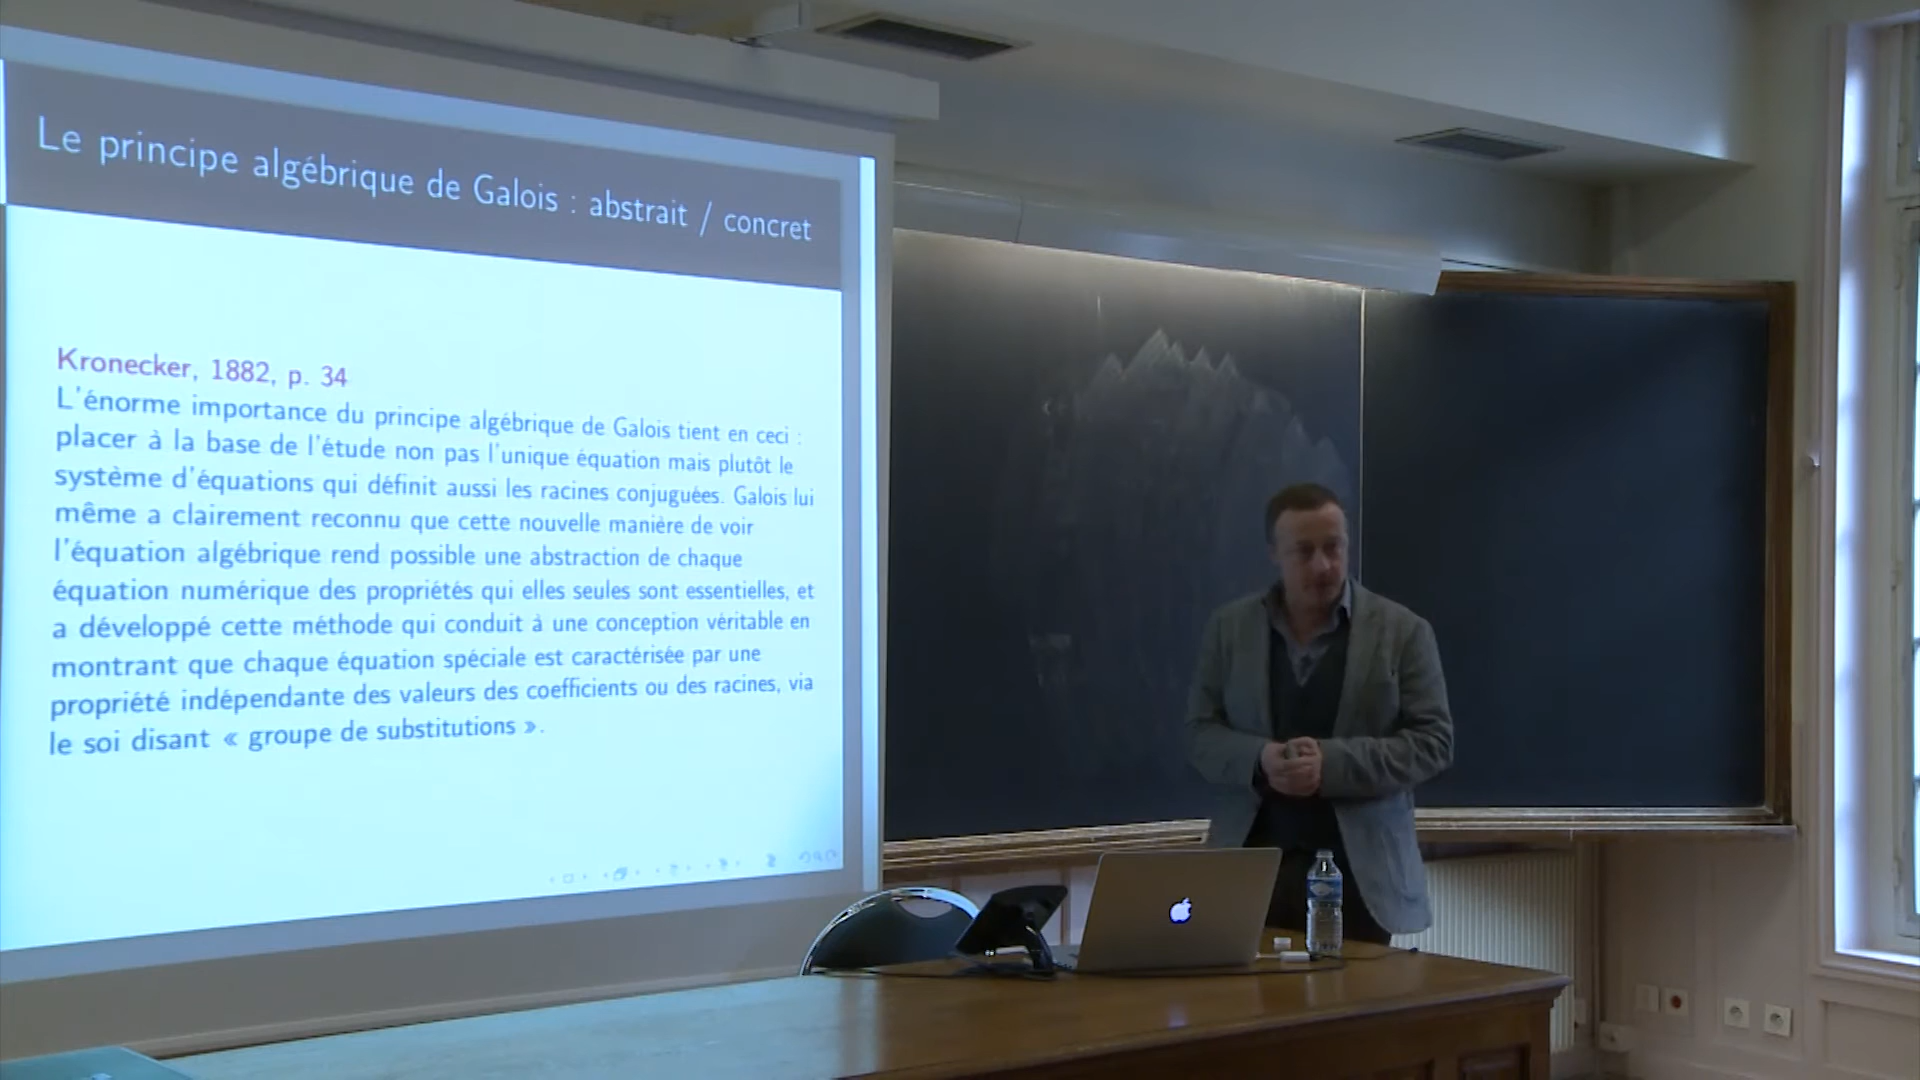 Le principe algébrique de Galois : abstrait / concret
Kronecker, 1882, p. 34
L'énorme importance du principe algébrique de Galois tient en ceci :
placer à la base de l'étude non pas l'unique équation mais plutôt le
système d'équations qui définit aussi les racines conjuguées. Galois lui
même a clairement reconnu que cette nouvelle manière de voir
l'équation algébrique rend possible une abstraction de chaque
équation numérique des propriétés qui elles seules sont essentielles, et
a développé cette méthode qui conduit à une conception véritable en
montrant que chaque équation spéciale est caractérisée par une
propriété indépendante des valeurs des coefficients ou des racines, via
le soi disant « groupe de substitutions ».